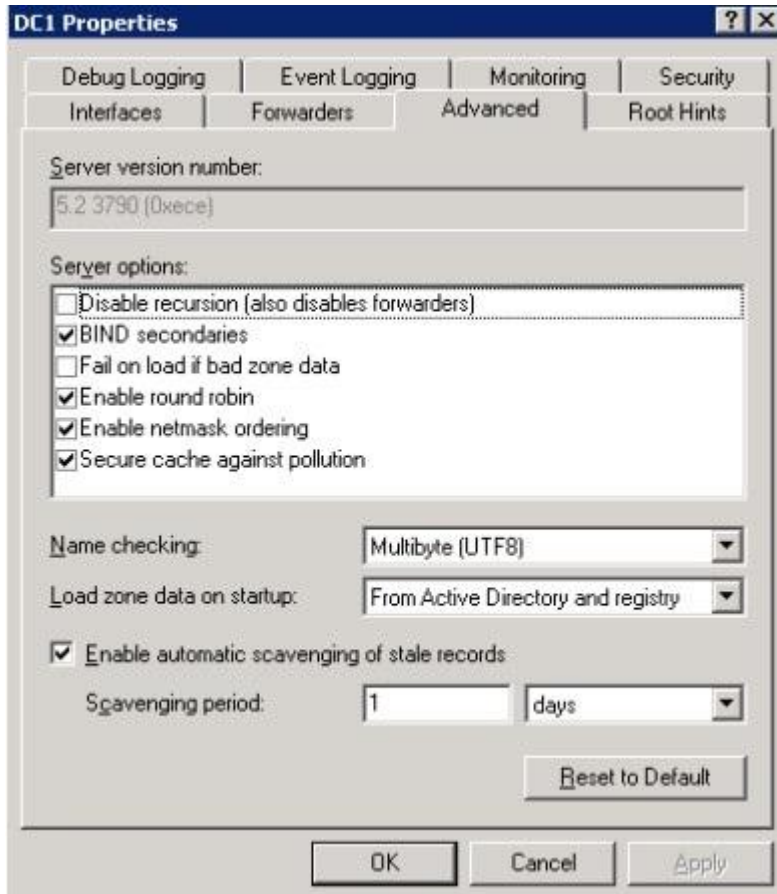 DC1 Properties
Debug Logging Event Logging Monitoring Security
Interfaces Forwarders Advanced Root Hints
Server version number:
5.2 3790 (0xece)
Server options:
Disable recursion (also disables forwarders)
BIND secondaries
Fail on load if bad zone data
Enable round robin
Enable netmask ordering
Secure cache against pollution
Name checking: Multibyte (UTF8)
Load zone data on startup: From Active Directory and registry
Enable automatic scavenging of stale records
Scavenging period: 1 days
Reset to Default
OK Cancel Apply